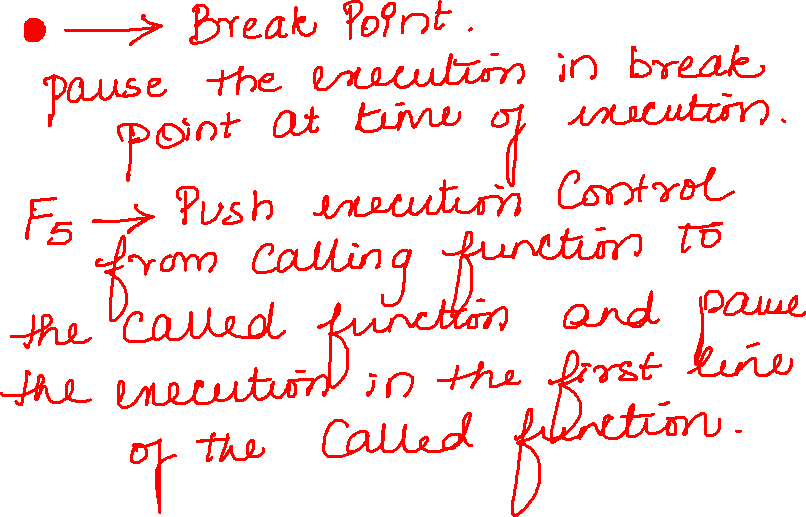 ● → Break Point.
pause the execution in break
point at time of execution.
F5 → Push execution Control
from calling function to
the called function and pause
the execution in the first line
of the called function.